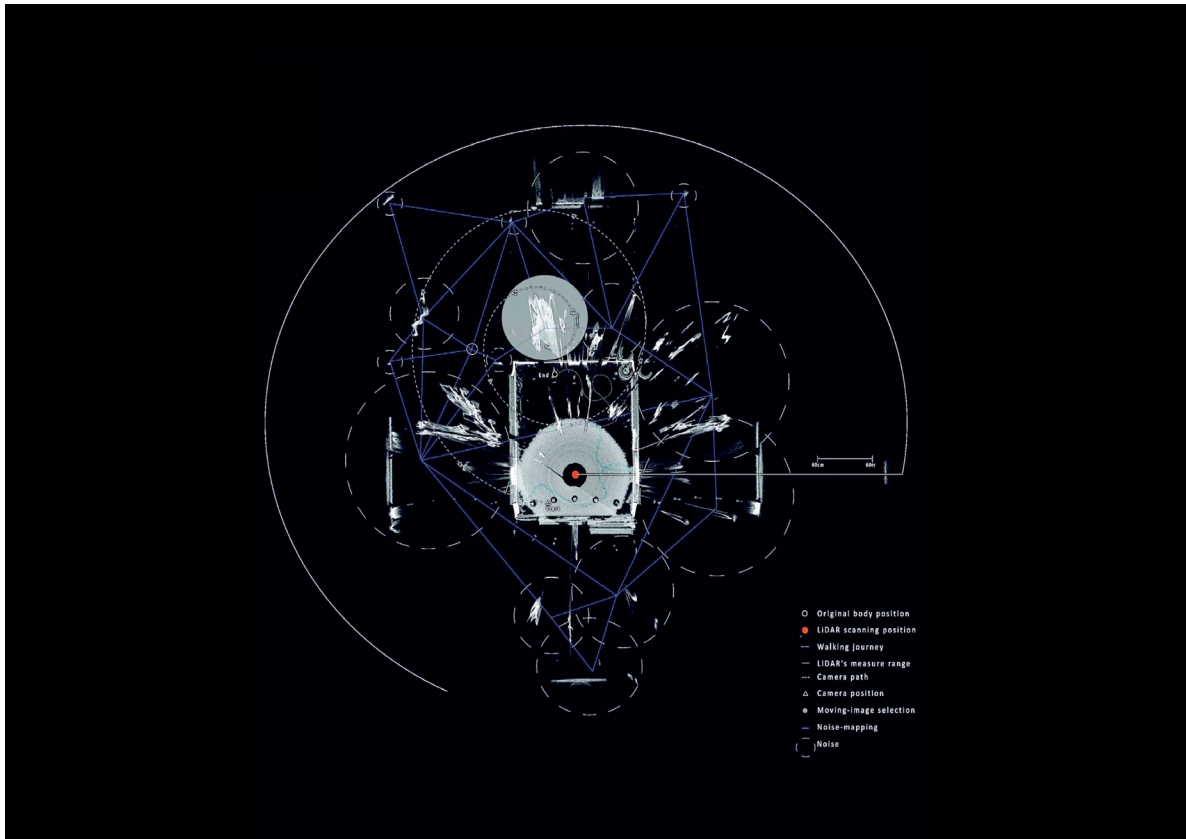 End
Start
60cm 60m
Original body position
LiDAR scanning position
Walking journey
LIDAR's measure range
Camera path
Camera position
Moving-image selection
Noise-mapping
Noise